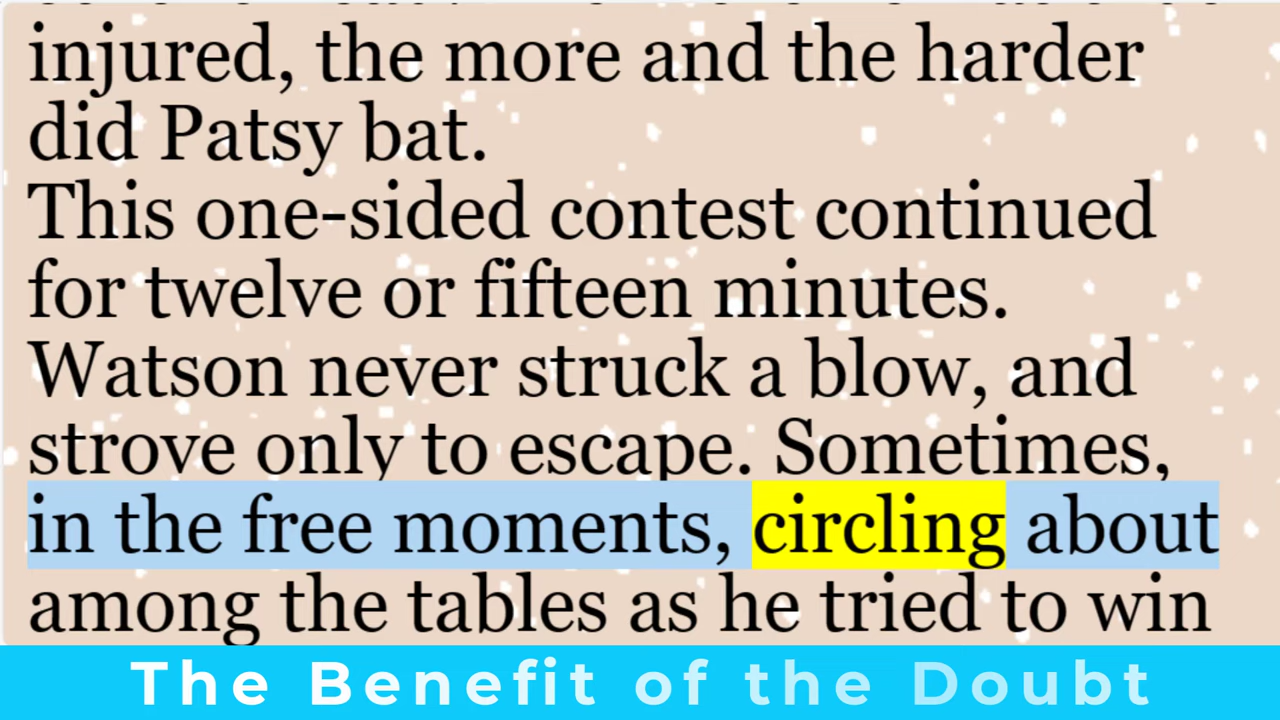 injured, the more and the harder
did Patsy bat.
This one-sided contest continued
for twelve or fifteen minutes.
Watson never struck a blow, and
strove only to escape. Sometimes,
in the free moments, circling about
among the tables as he tried to win
The Benefit of the Doubt